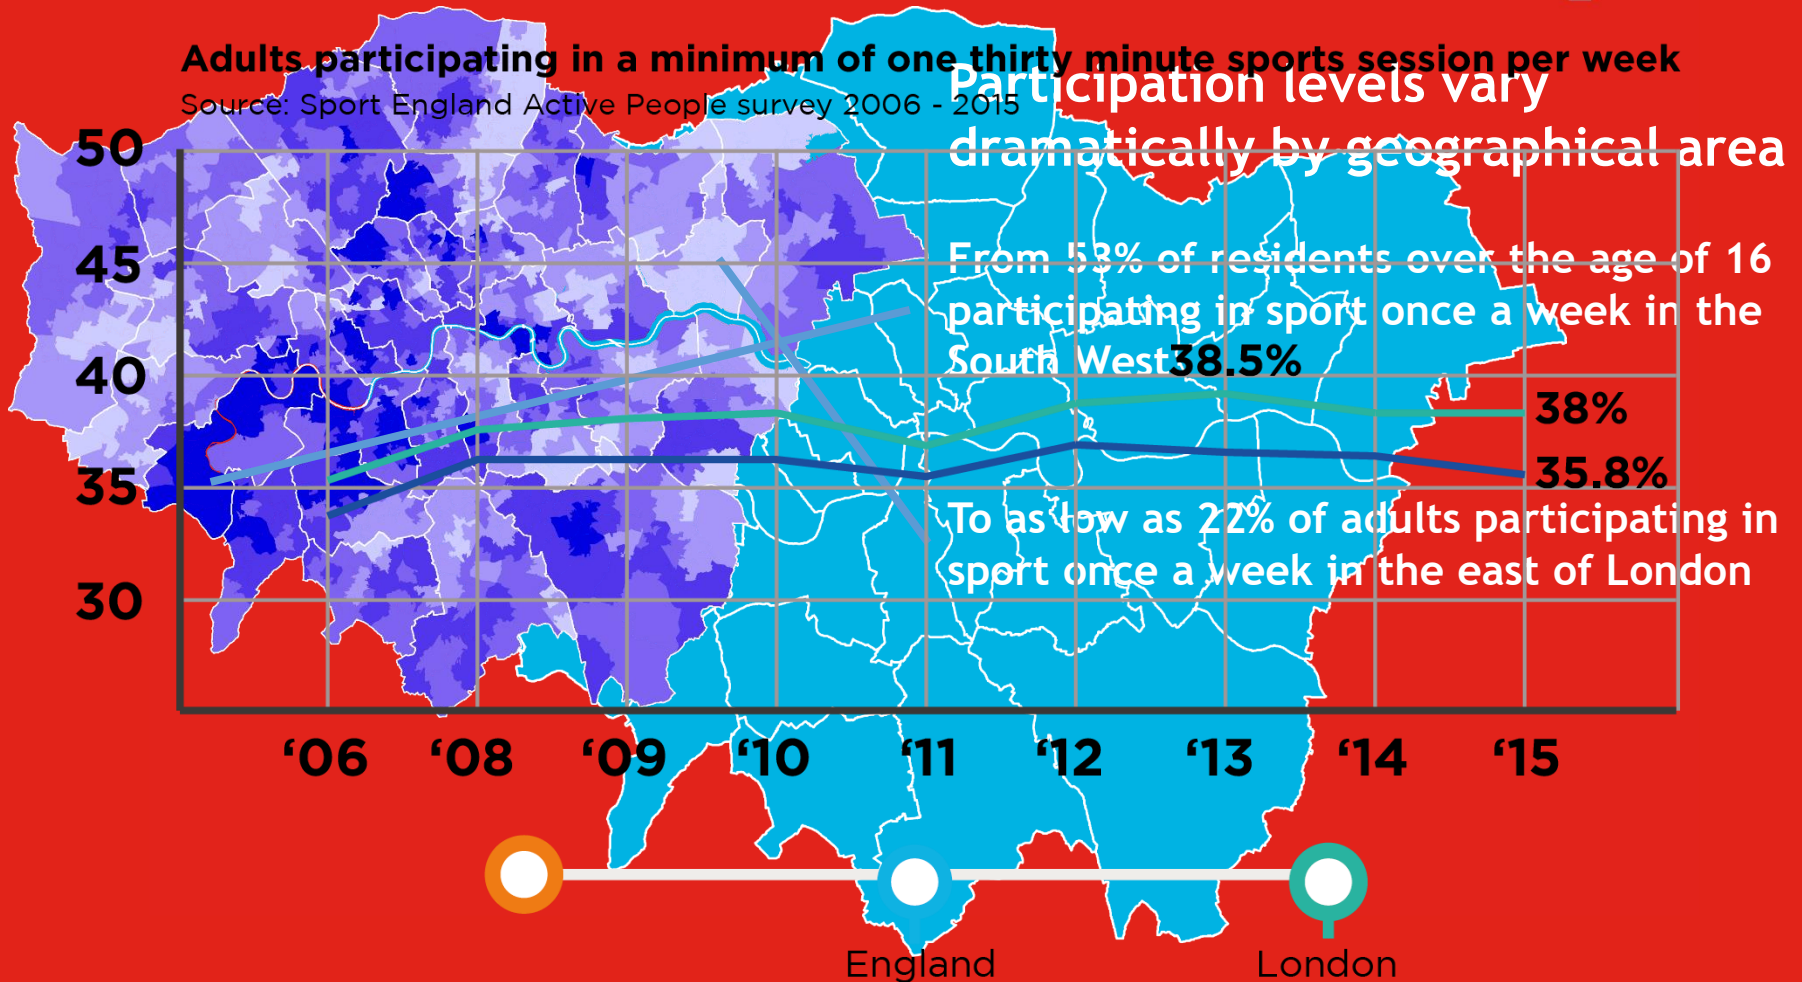 Adults participating in a minimum of one thirty minute sports session per week
Source: Sport England Active People survey 2006 - 2015
Participation levels vary
dramatically by geographical area
From 53% of residents over the age of 16
participating in sport once a week in the
South West
To as low as 22% of adults participating in
sport once a week in the east of London
50
45
40
35
30
38.5%
38%
35.8%
‘06 ‘08 ‘09 ‘10 ‘11 ‘12 ‘13 ‘14 ‘15
England London